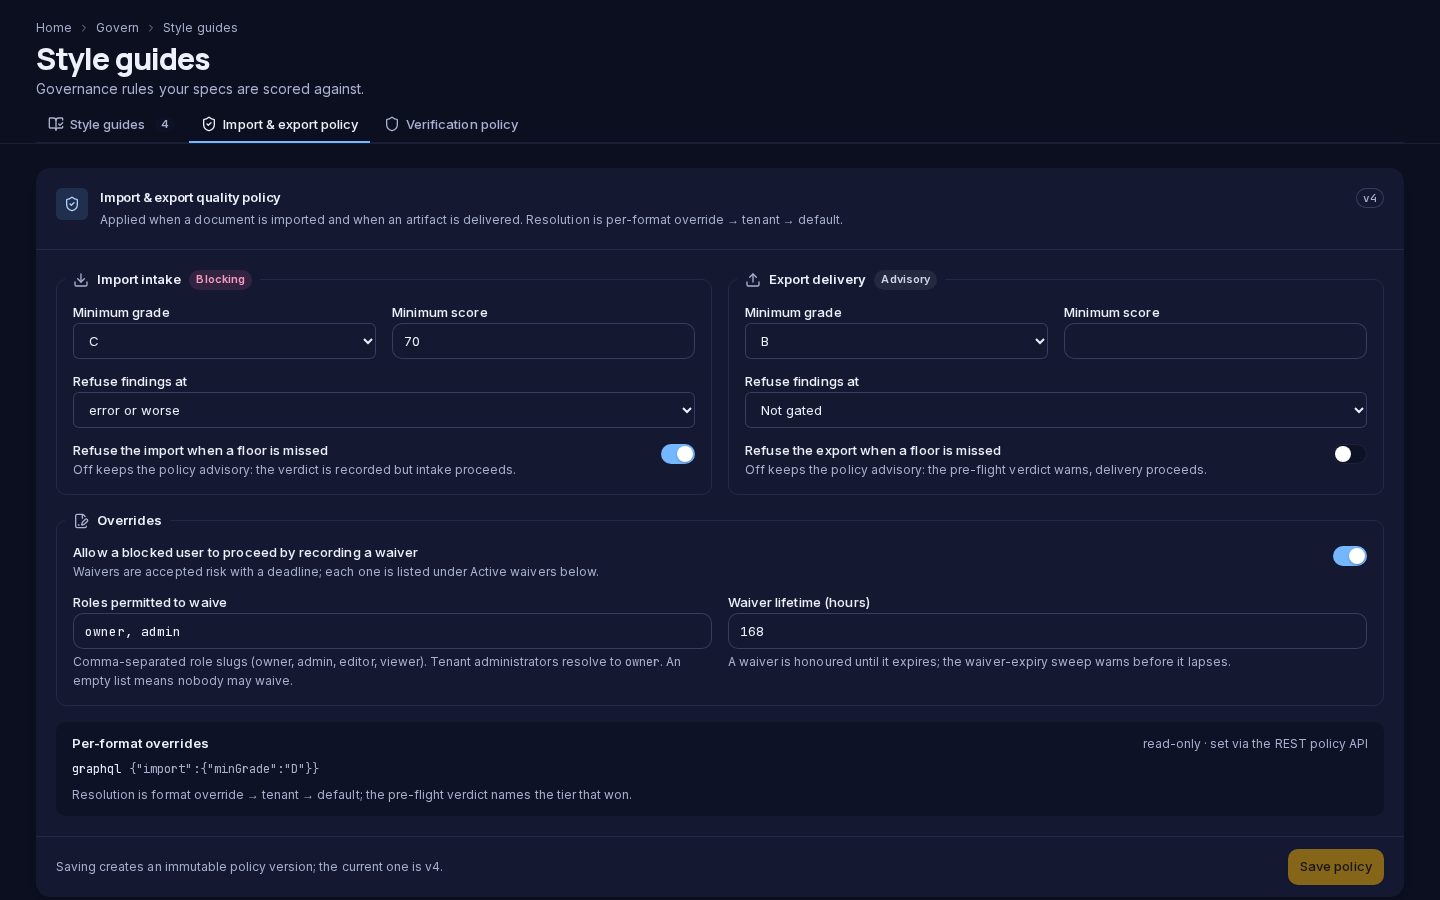 Home > Govern > Style guides
Style guides
Governance rules your specs are scored against.
Style guides 4 Import & export policy Verification policy
Import & export quality policy
v4
Applied when a document is imported and when an artifact is delivered. Resolution is per-format override → tenant → default.
Import intake Blocking
Minimum grade Minimum score
C 70
Refuse findings at
error or worse
Refuse the import when a floor is missed
Off keeps the policy advisory: the verdict is recorded but intake proceeds.
Export delivery Advisory
Minimum grade Minimum score
B
Refuse findings at
Not gated
Refuse the export when a floor is missed
Off keeps the policy advisory: the pre-flight verdict warns, delivery proceeds.
Overrides
Allow a blocked user to proceed by recording a waiver
Waivers are accepted risk with a deadline; each one is listed under Active waivers below.
Roles permitted to waive
owner, admin
Comma-separated role slugs (owner, admin, editor, viewer). Tenant administrators resolve to owner. An
empty list means nobody may waive.
Waiver lifetime (hours)
168
A waiver is honoured until it expires; the waiver-expiry sweep warns before it lapses.
Per-format overrides
read-only · set via the REST policy API
graphql {"import":{"minGrade":"D"}}
Resolution is format override → tenant → default; the pre-flight verdict names the tier that won.
Saving creates an immutable policy version; the current one is v4.
Save policy